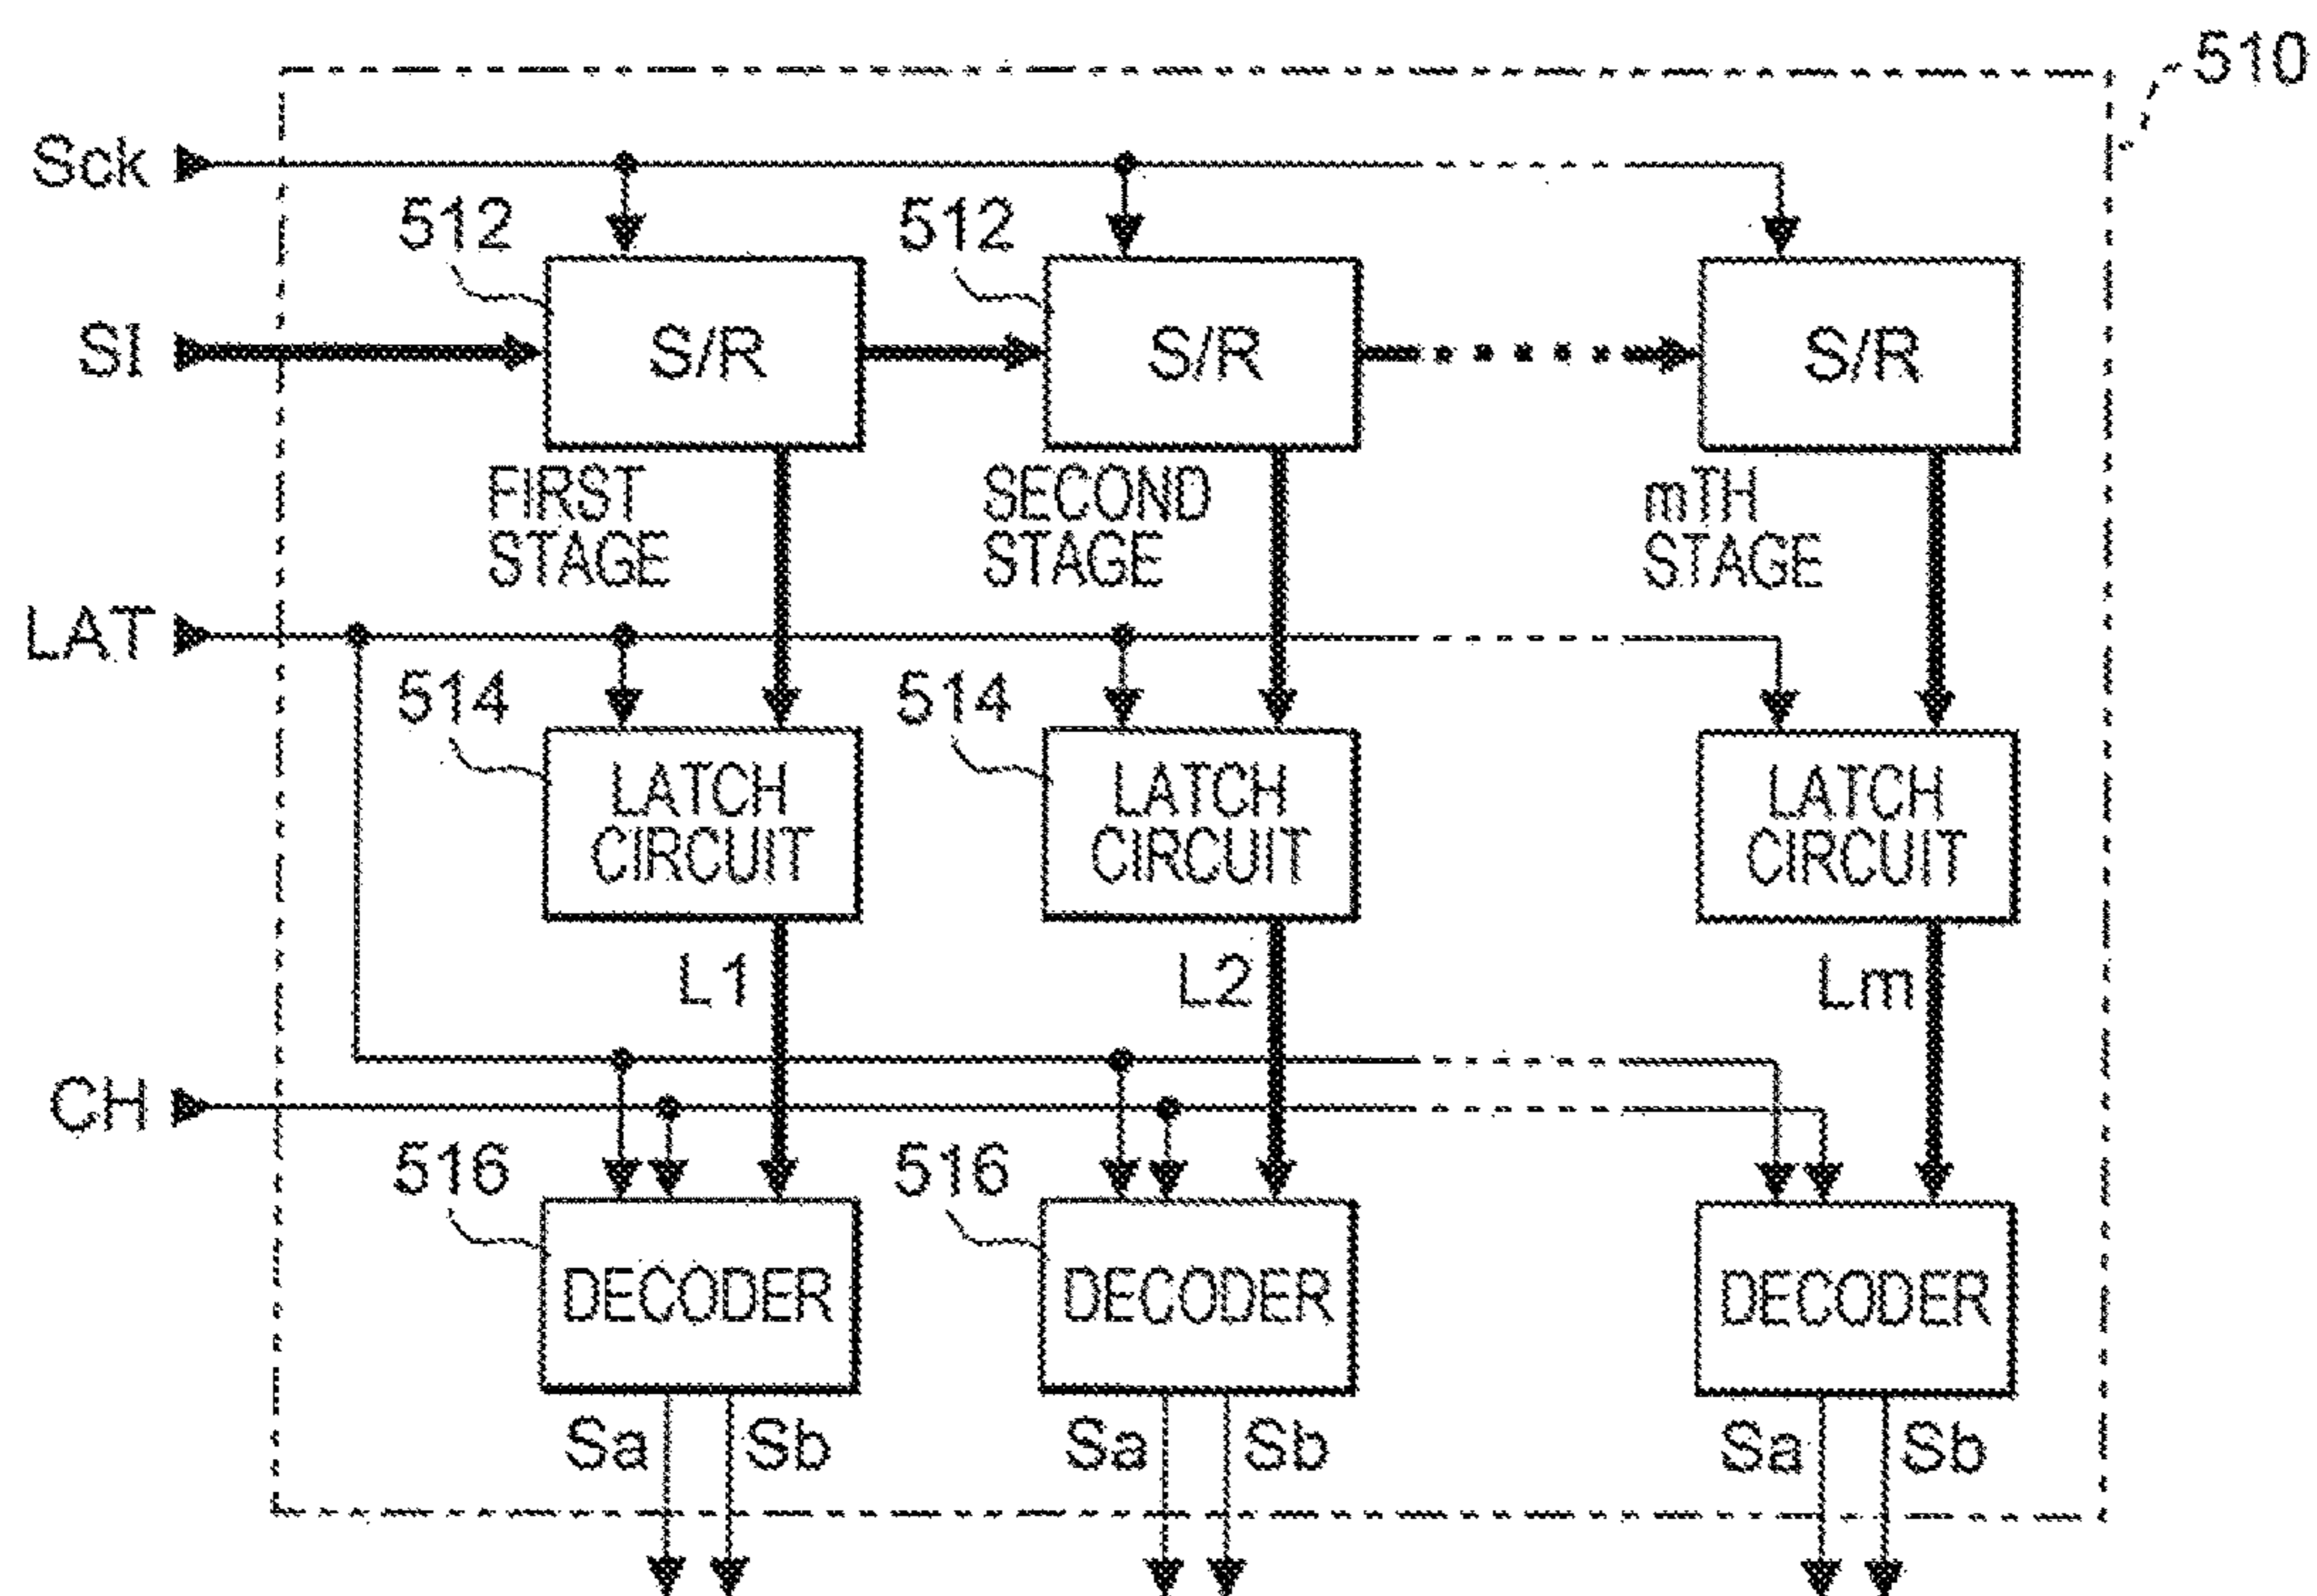 510
Sck
512
512
SI
S/R
S/R
S/R
FIRST
STAGE
SECOND
STAGE
mTH
STAGE
LAT
514
514
LATCH
CIRCUIT
LATCH
CIRCUIT
LATCH
CIRCUIT
L1
L2
Lm
CH
516
516
DECODER
DECODER
DECODER
Sa
Sb
Sa
Sb
Sa
Sb